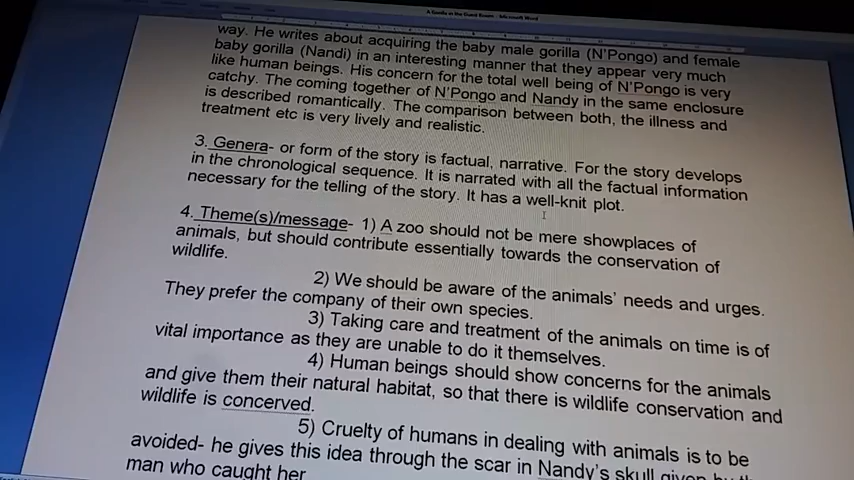 A Gorilla in the Guest Room - Microsoft Word
way. He writes about acquiring the baby male gorilla (N'Pongo) and female
baby gorilla (Nandi) in an interesting manner that they appear very much
like human beings. His concern for the total well being of N'Pongo is very
catchy. The coming together of N'Pongo and Nandy in the same enclosure
is described romantically. The comparison between both, the illness and
treatment etc is very lively and realistic.
3. Genera- or form of the story is factual, narrative. For the story develops
in the chronological sequence. It is narrated with all the factual information
necessary for the telling of the story. It has a well-knit plot.
4. Theme(s)/message- 1) A zoo should not be mere showplaces of
animals, but should contribute essentially towards the conservation of
wildlife.
2) We should be aware of the animals' needs and urges.
They prefer the company of their own species.
3) Taking care and treatment of the animals on time is of
vital importance as they are unable to do it themselves.
4) Human beings should show concerns for the animals
and give them their natural habitat, so that there is wildlife conservation and
wildlife is concerved.
5) Cruelty of humans in dealing with animals is to be
avoided- he gives this idea through the scar in Nandy's skull given by
man who caught her